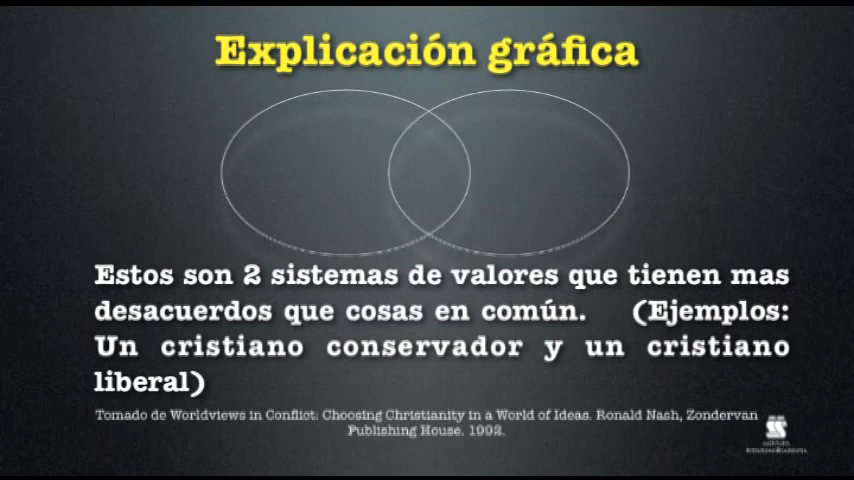 Explicación gráfica
Estos son 2 sistemas de valores que tienen mas
desacuerdos que cosas en común. (Ejemplos:
Un cristiano conservador y un cristiano
liberal)
Tomado de Worldviews in Conflict: Choosing Christianity in a World of Ideas. Ronald Nash, Zondervan
Publishing House. 1992.